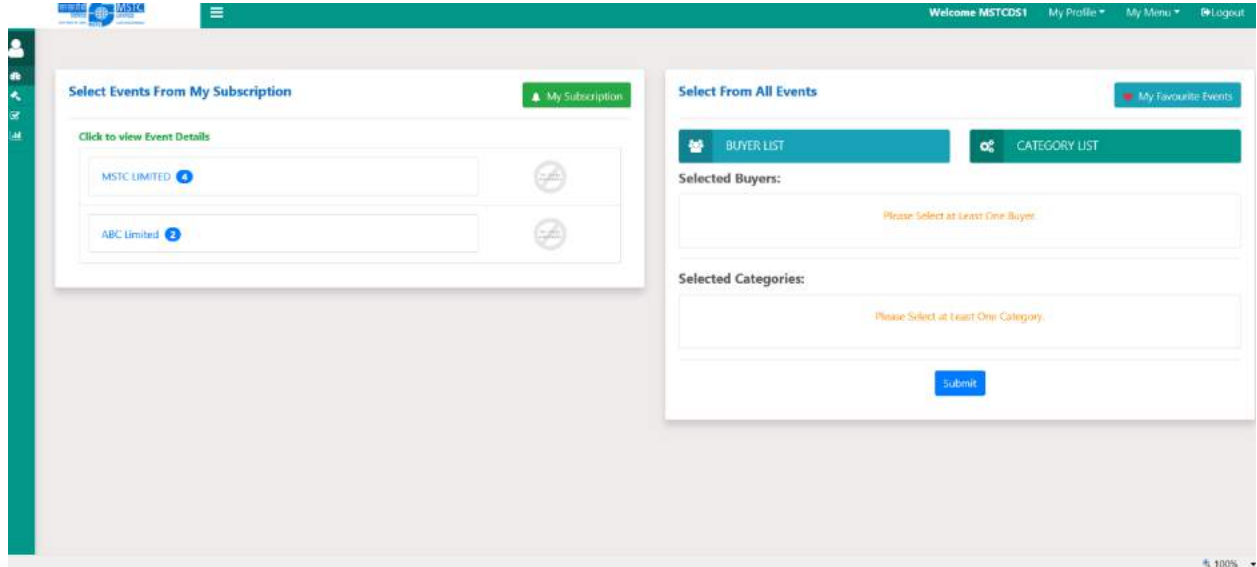 MSTC
LIMITED
Welcome MSTCDS1 My Profile My Menu Logout
Select Events From My Subscription
My Subscription
Click to view Event Details
MSTC LIMITED 4
ABC Limited 2
Select From All Events
My Favourite Events
BUYER LIST
CATEGORY LIST
Selected Buyers:
Please Select at Least One Buyer
Selected Categories:
Please Select at Least One Category.
Submit
100%